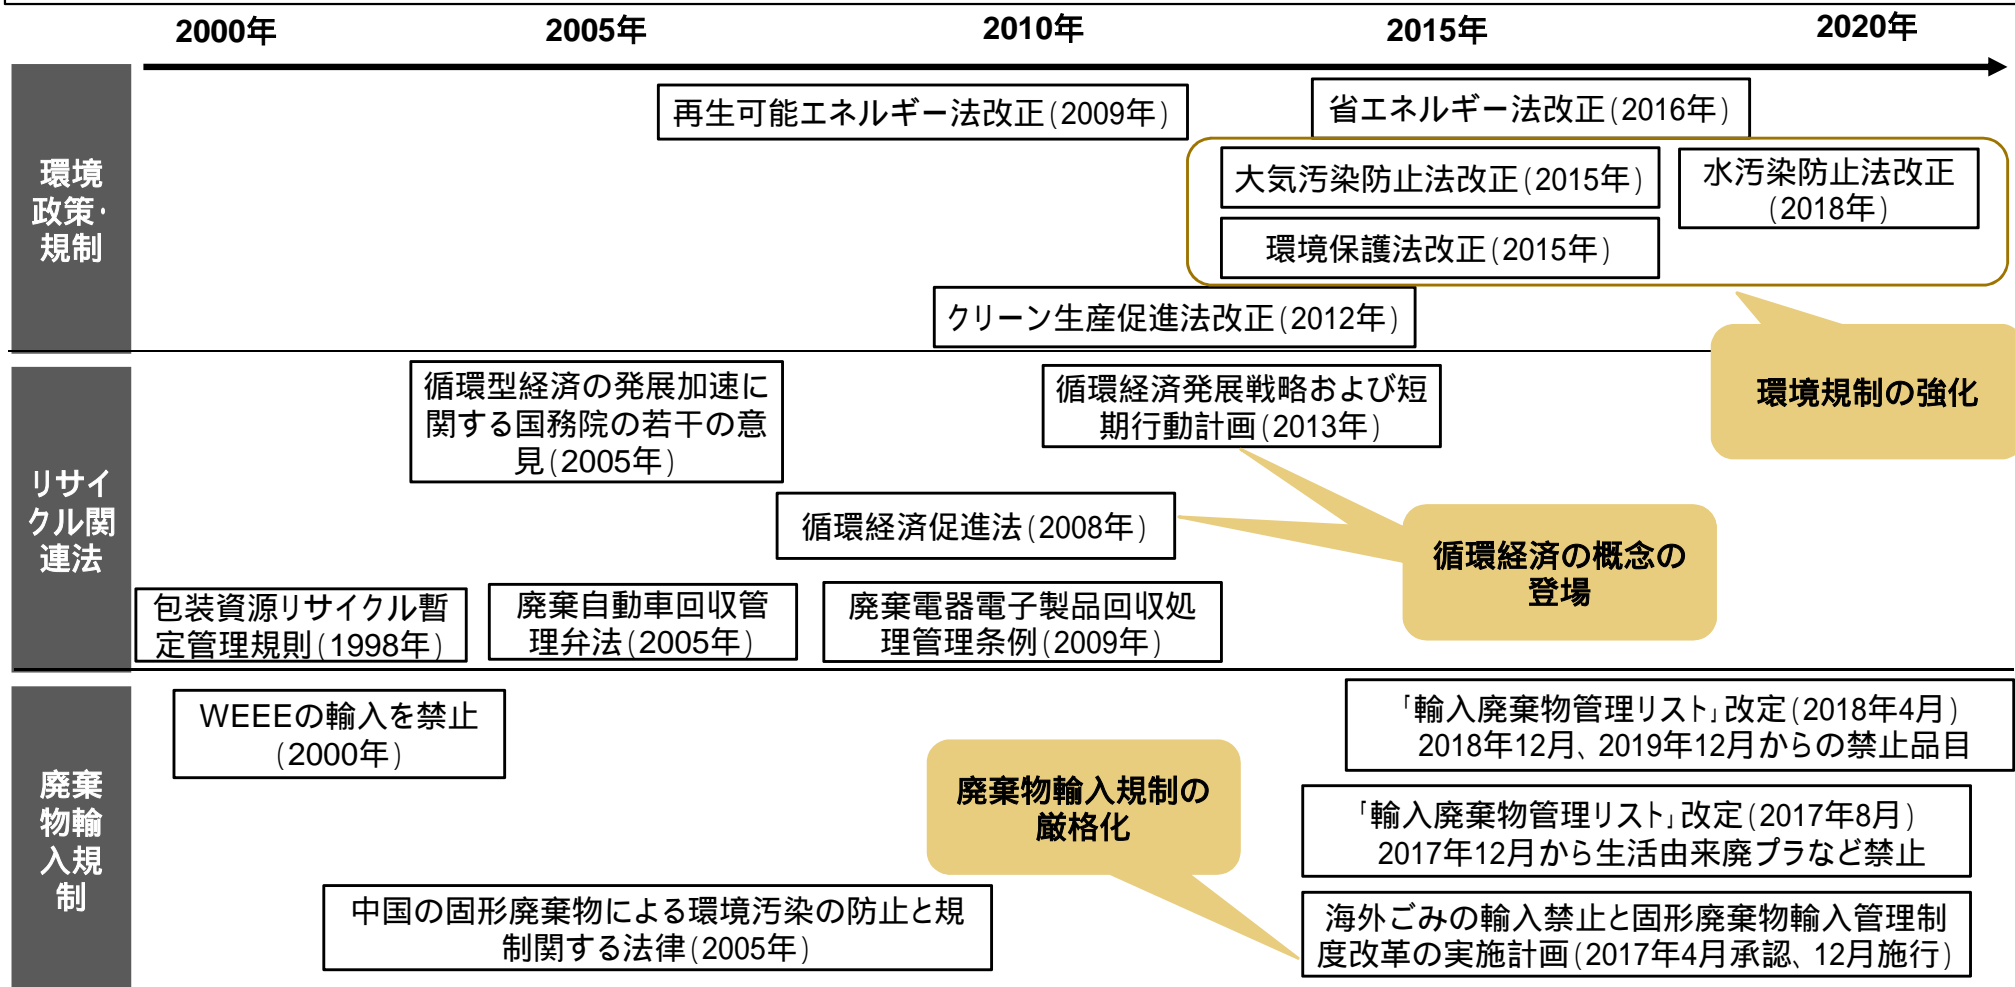 2000年
2005年
2010年
2015年
2020年
環境
政策・
規制
再生可能エネルギー法改正(2009年)
省エネルギー法改正(2016年)
大気汚染防止法改正(2015年)
水汚染防止法改正
(2018年)
環境保護法改正(2015年)
クリーン生産促進法改正(2012年)
環境規制の強化
リサイ
クル関
連法
循環型経済の発展加速に
関する国務院の若干の意
見(2005年)
循環経済発展戦略および短
期行動計画(2013年)
循環経済促進法(2008年)
循環経済の概念の
登場
包装資源リサイクル暫
定管理規則(1998年)
廃棄自動車回収管
理弁法(2005年)
廃棄電器電子製品回収処
理管理条例(2009年)
廃棄
物輸
入規
制
WEEEの輸入を禁止
(2000年)
「輸入廃棄物管理リスト」改定(2018年4月)
2018年12月、2019年12月からの禁止品目
廃棄物輸入規制の
厳格化
「輸入廃棄物管理リスト」改定(2017年8月)
2017年12月から生活由来廃プラなど禁止
中国の固形廃棄物による環境汚染の防止と規
制関する法律(2005年)
海外ごみの輸入禁止と固形廃棄物輸入管理制
度改革の実施計画(2017年4月承認、12月施行)